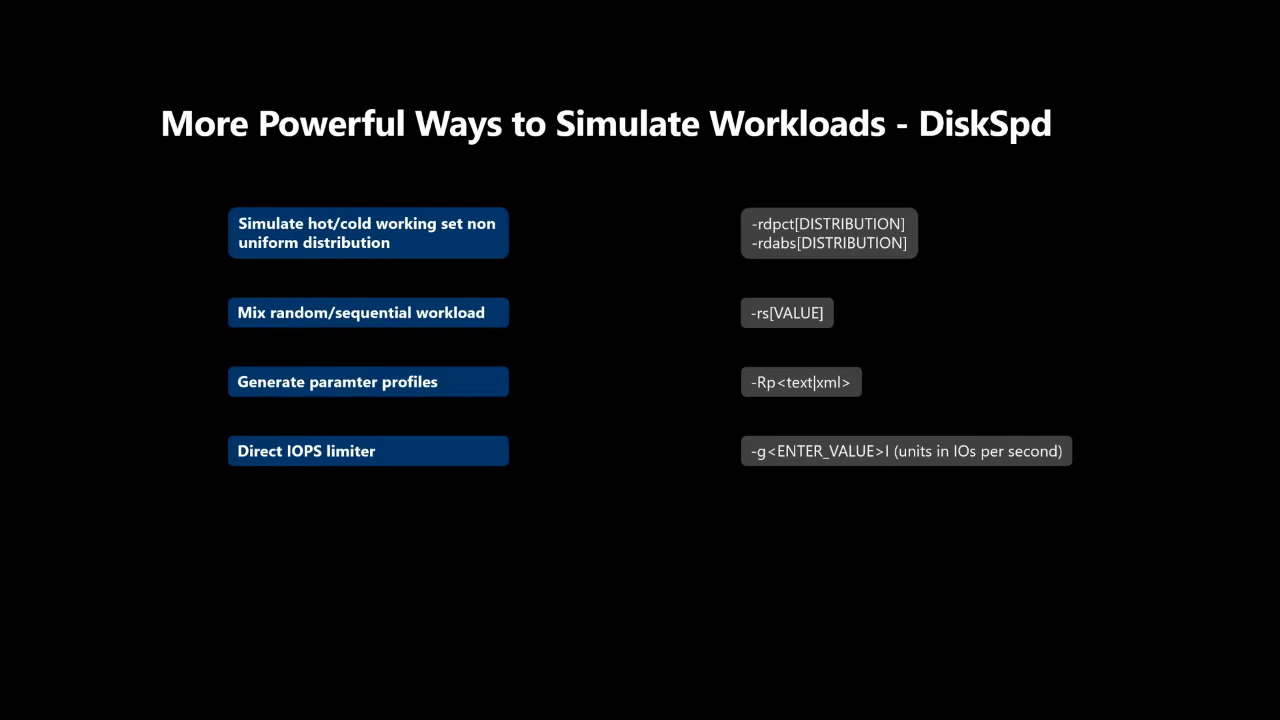 More Powerful Ways to Simulate Workloads - DiskSpd
Simulate hot/cold working set non
uniform distribution
-rdpct[DISTRIBUTION]
-rdabs[DISTRIBUTION]
Mix random/sequential workload
-rs[VALUE]
Generate paramter profiles
-Rp<text|xml>
Direct IOPS limiter
-g<ENTER_VALUE>I (units in IOs per second)